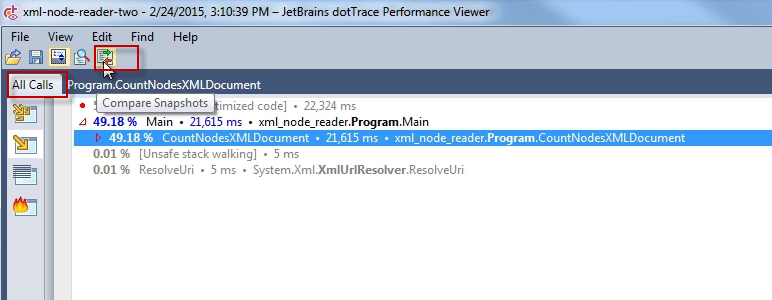 xml-node-reader-two - 2/24/2015, 3:10:39 PM – JetBrains dotTrace Performance Viewer
File View Edit Find Help
All Calls Program.CountNodesXMLDocument
Compare Snapshots
timized code] • 22,324 ms
49.18 % Main • 21,615 ms • xml_node_reader.Program.Main
49.18 % CountNodesXMLDocument • 21,615 ms • xml_node_reader.Program.CountNodesXMLDocument
0.01 % [Unsafe stack walking] • 5 ms
0.01 % ResolveUri • 5 ms • System.Xml.XmlUrlResolver.ResolveUri